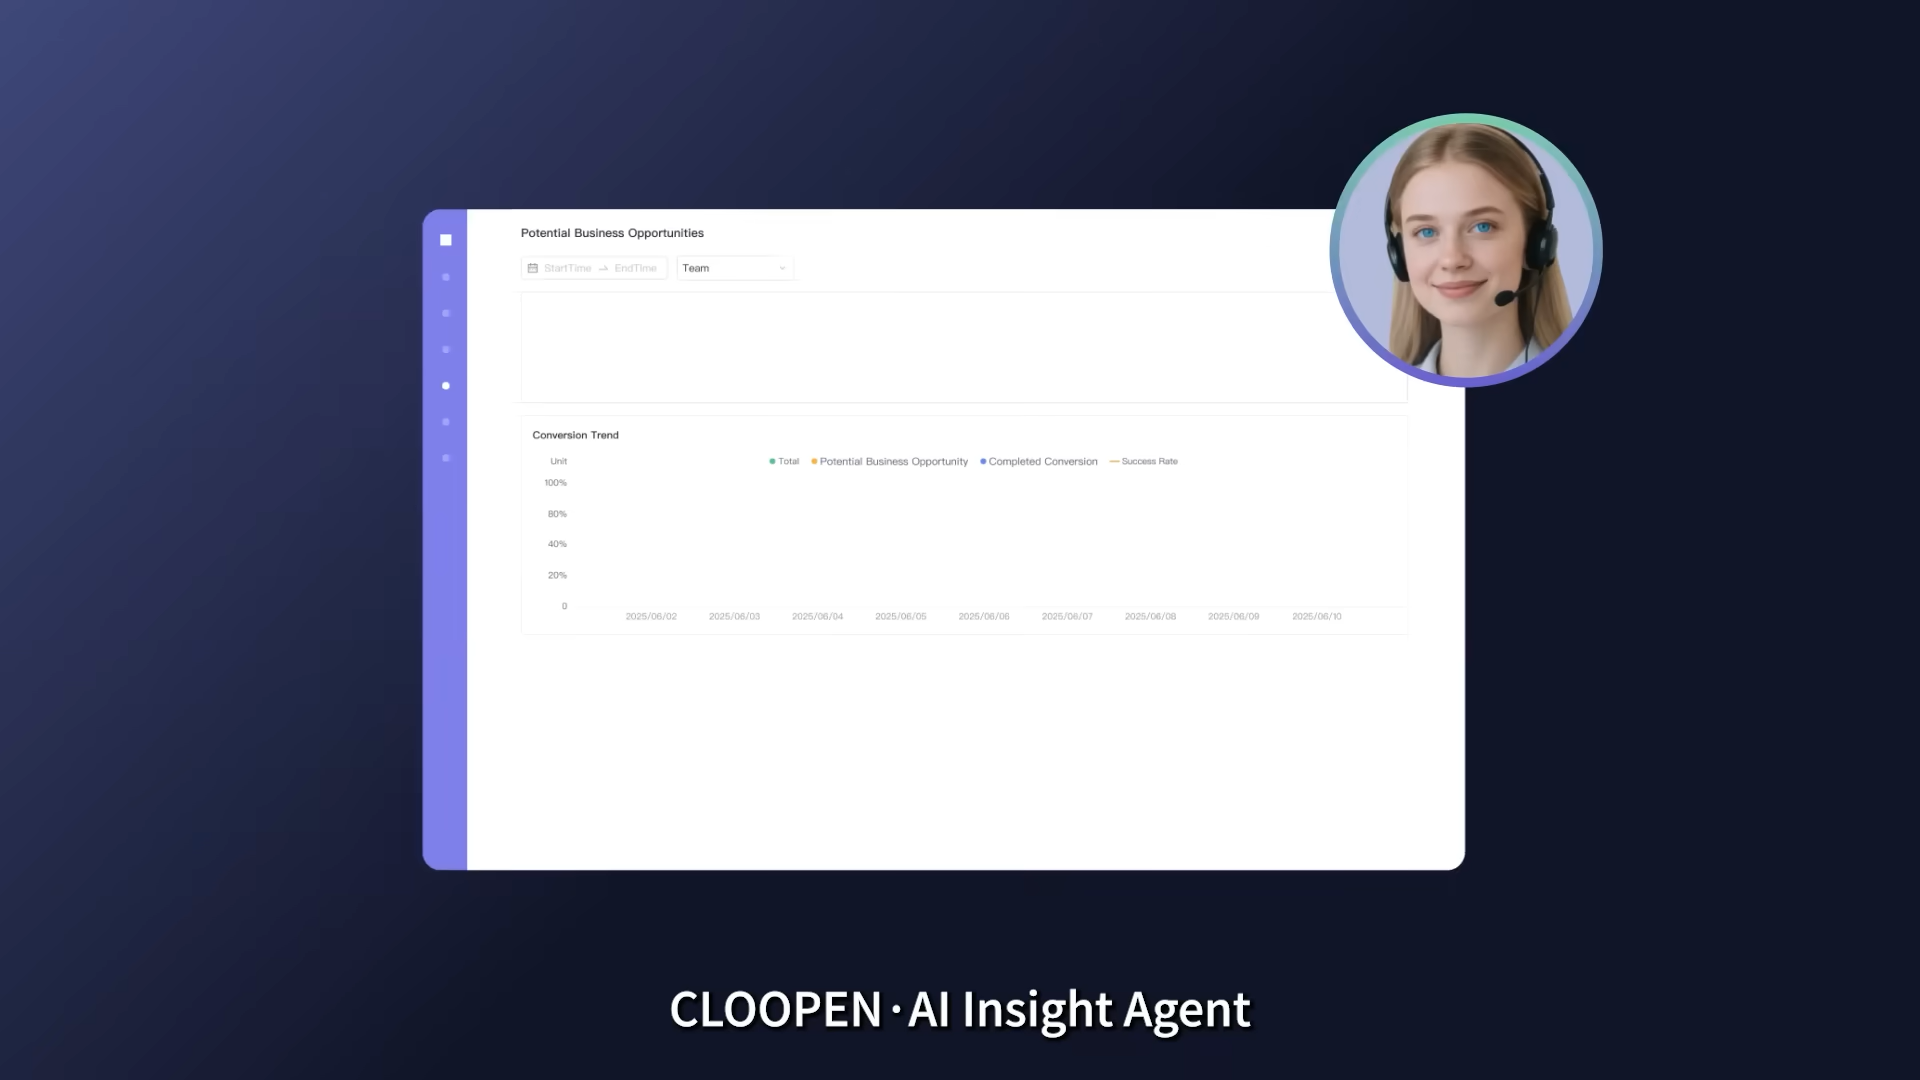 Potential Business Opportunities
StartTime → EndTime Team
Conversion Trend
Unit Total Potential Business Opportunity Completed Conversion Success Rate
100%
80%
40%
20%
0
2025/06/02 2025/06/03 2025/06/04 2025/06/05 2025/06/06 2025/06/07 2025/06/08 2025/06/09 2025/06/10
CLOOPEN·AI Insight Agent